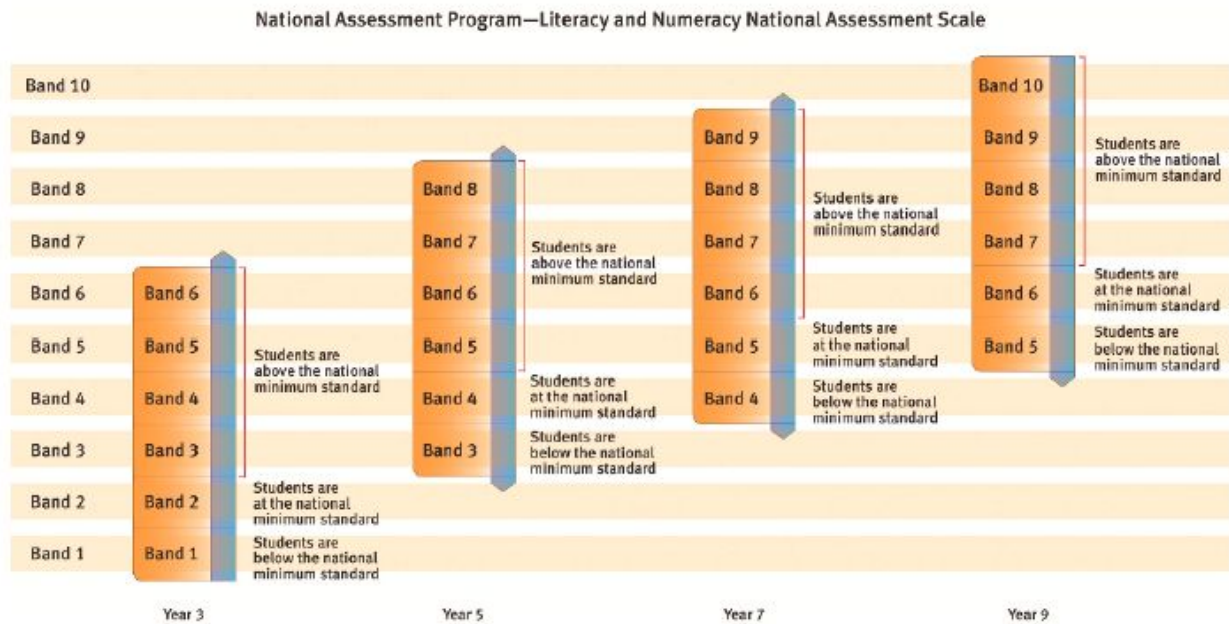 National Assessment Program—Literacy and Numeracy National Assessment Scale
Band 10
Band 9
Band 8
Band 7
Band 6
Band 5
Band 4
Band 3
Band 2
Band 1
Band 6
Band 5
Band 4
Band 3
Band 2
Band 1
Students are
above the national
minimum standard
Students are
at the national
minimum standard
Students are
below the national
minimum standard
Year 3
Band 8
Band 7
Band 6
Band 5
Band 4
Band 3
Students are
above the national
minimum standard
Students are
at the national
minimum standard
Students are
below the national
minimum standard
Year 5
Band 9
Band 8
Band 7
Band 6
Band 5
Band 4
Students are
above the national
minimum standard
Students are
at the national
minimum standard
Students are
below the national
minimum standard
Year 7
Band 10
Band 9
Band 8
Band 7
Band 6
Band 5
Students are
above the national
minimum standard
Students are
at the national
minimum standard
Students are
below the national
minimum standard
Year 9